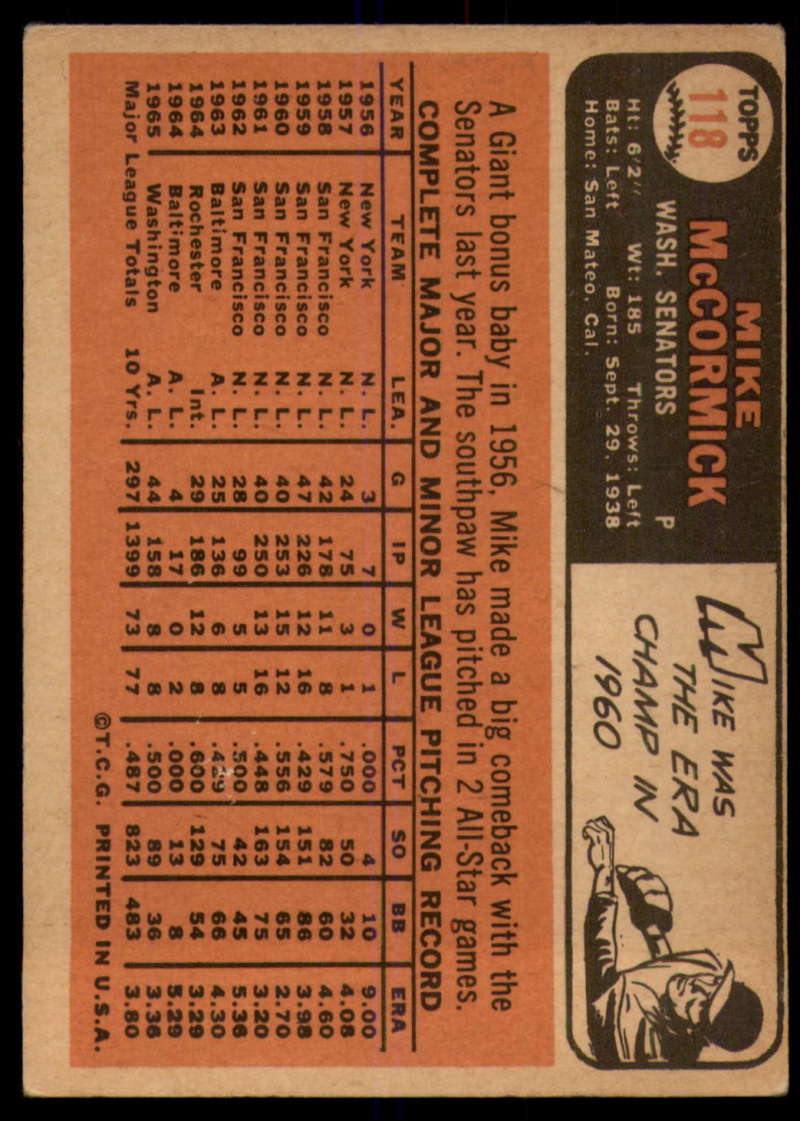 TOPPS
118
MIKE
McCORMICK
WASH. SENATORS P
Ht: 6'2" Wt: 185 Throws: Left
Bats: Left Born: Sept. 29, 1938
Home: San Mateo, Cal.
MIKE WAS
THE ERA
CHAMP IN
1960
A Giant bonus baby in 1956, Mike made a big comeback with the
Senators last year. The southpaw has pitched in 2 All-Star games.
COMPLETE MAJOR AND MINOR LEAGUE PITCHING RECORD
YEAR TEAM LEA. G IP W L PCT SO BB ERA
1956 New York N. L. 3 7 0 1 .000 4 10 9.00
1957 New York N. L. 24 75 3 1 .750 50 32 4.08
1958 San Francisco N. L. 42 178 11 8 .579 82 60 4.60
1959 San Francisco N. L. 47 226 12 16 .429 151 86 3.98
1960 San Francisco N. L. 40 253 15 12 .556 154 65 2.70
1961 San Francisco N. L. 40 250 13 16 .448 163 75 3.20
1962 San Francisco N. L. 28 99 5 5 .500 42 45 5.36
1963 Baltimore A. L. 25 136 6 8 .429 75 66 4.30
1964 Rochester Int. 29 186 12 8 .600 129 54 3.29
1964 Baltimore A. L. 4 17 0 2 .000 13 8 5.29
1965 Washington A. L. 44 158 8 8 .500 89 36 3.36
Major League Totals 10 Yrs. 297 1399 73 77 .487 823 483 3.80
©T.C.G. PRINTED IN U.S.A.